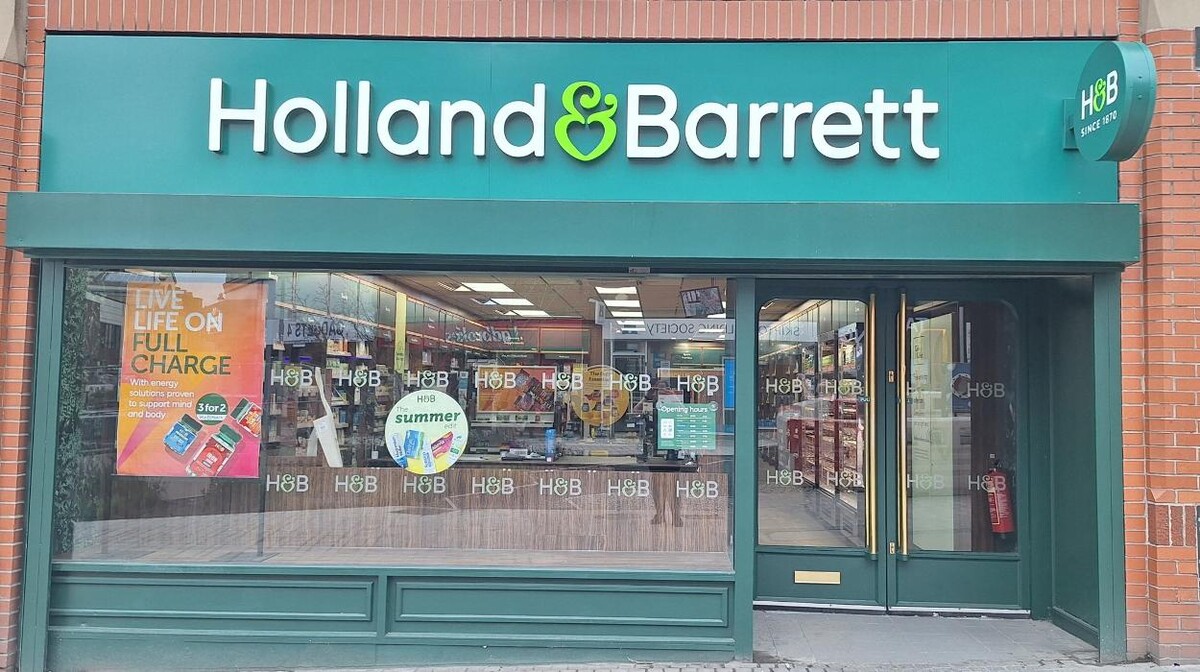 Holland & Barrett
H&B
SINCE 1870
LIVE
LIFE ON
FULL
CHARGE
With energy
solutions proven
to support mind
and body
3 for 2
H&B
The
summer
edit
Opening hours
H&B H&B H&B H&B H&B H&B H&B H&B H&B H&B
H&B H&B H&B H&B H&B H&B H&B H&B H&B H&B H&B